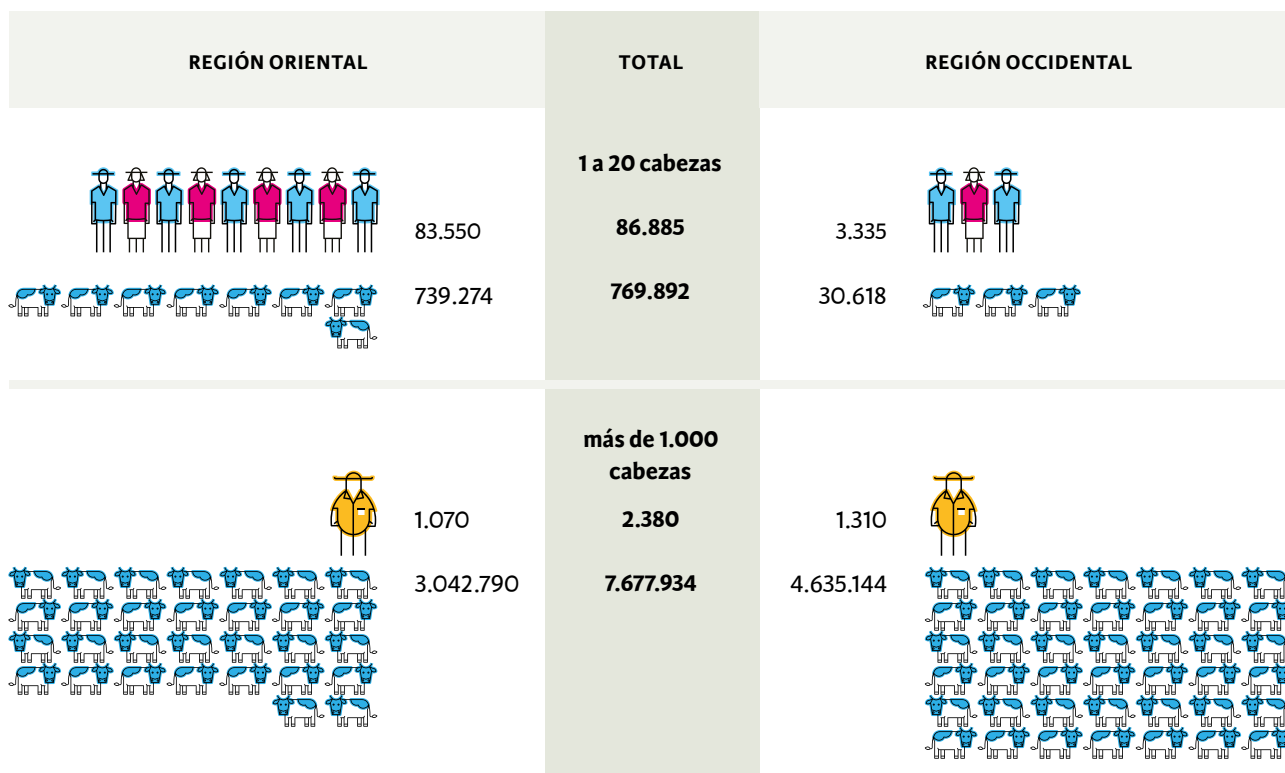 REGIÓN ORIENTAL TOTAL REGIÓN OCCIDENTAL
1 a 20 cabezas
83.550 86.885 3.335
739.274 769.892 30.618
más de 1.000
cabezas
1.070 2.380 1.310
3.042.790 7.677.934 4.635.144